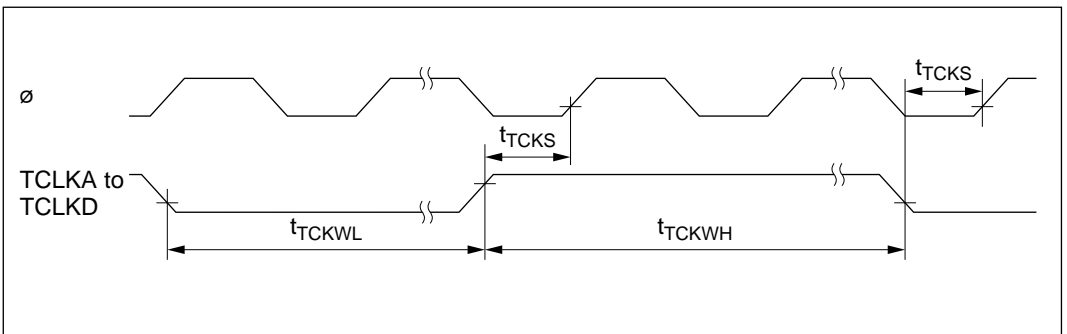 ø
tTCKS
tTCKS
TCLKA to
TCLKD
tTCKWL
tTCKWH